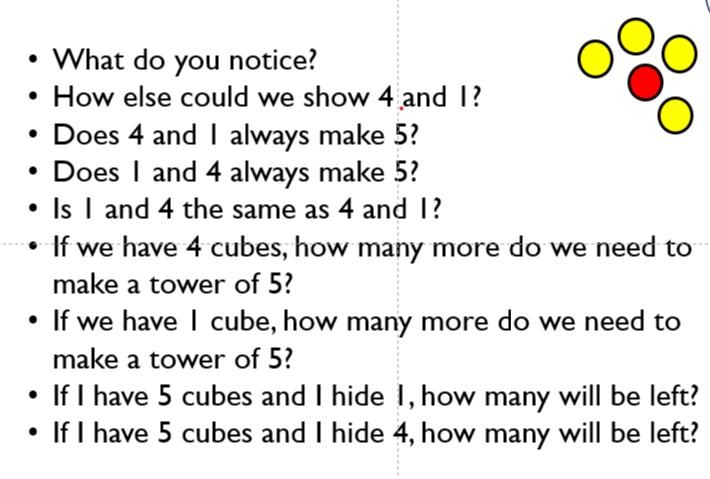 • What do you notice?
• How else could we show 4 and 1?
• Does 4 and 1 always make 5?
• Does 1 and 4 always make 5?
• Is 1 and 4 the same as 4 and 1?
• If we have 4 cubes, how many more do we need to
make a tower of 5?
• If we have 1 cube, how many more do we need to
make a tower of 5?
• If I have 5 cubes and I hide 1, how many will be left?
• If I have 5 cubes and I hide 4, how many will be left?